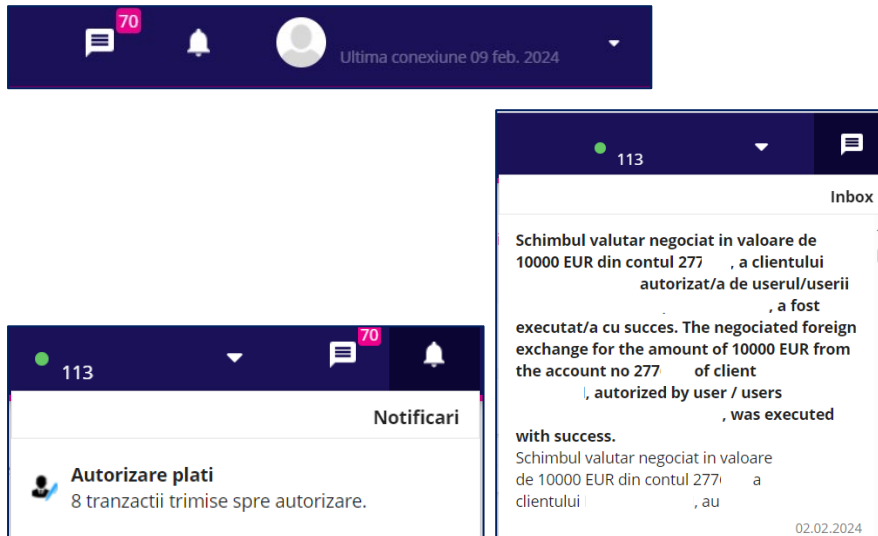 70
Ultima conexiune 09 feb. 2024
113
Inbox
Schimbul valutar negociat in valoare de
10000 EUR din contul 277 , a clientului
autorizat/a de userul/userii
, a fost
executat/a cu succes. The negociated foreign
exchange for the amount of 10000 EUR from
the account no 277 of client
, autorized by user / users
, was executed
with success.
Schimbul valutar negociat in valoare
de 10000 EUR din contul 277 a
clientului , au
02.02.2024
113
70
Notificari
Autorizare plati
8 tranzactii trimise spre autorizare.